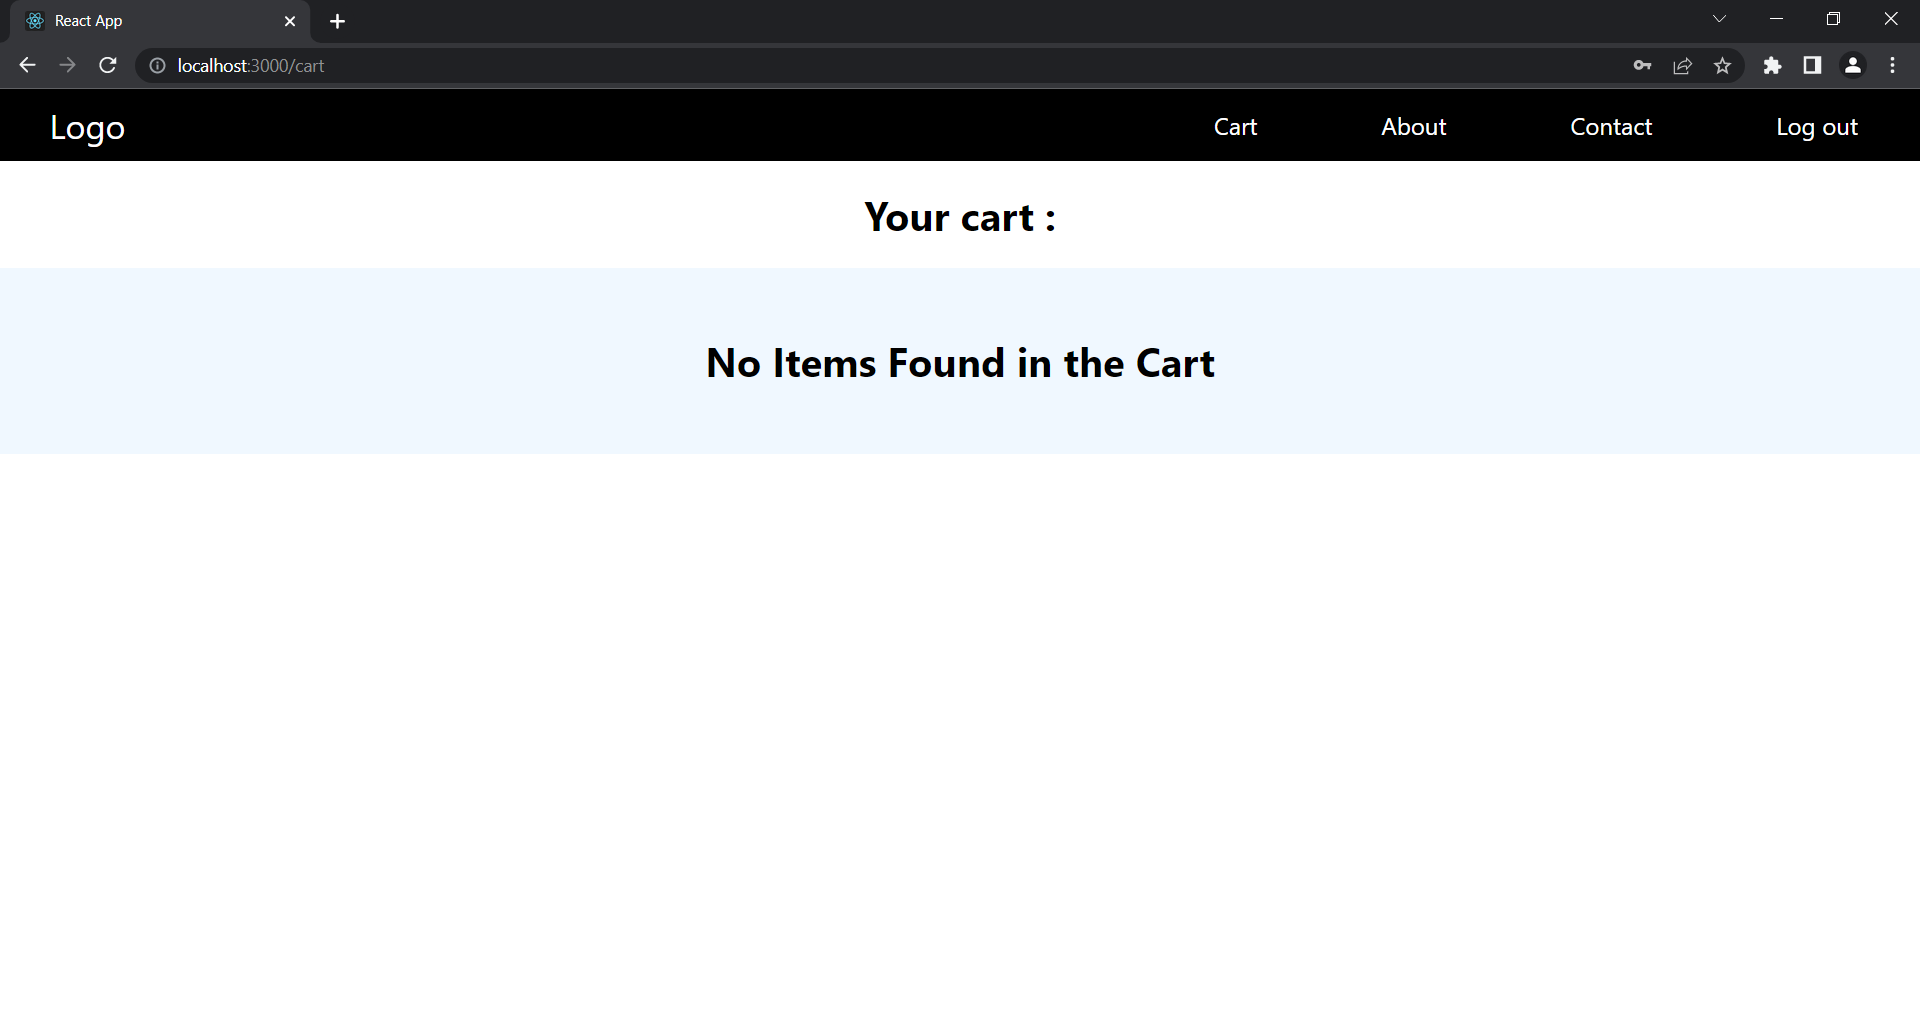 React App
localhost:3000/cart
Logo Cart About Contact Log out
Your cart :
No Items Found in the Cart